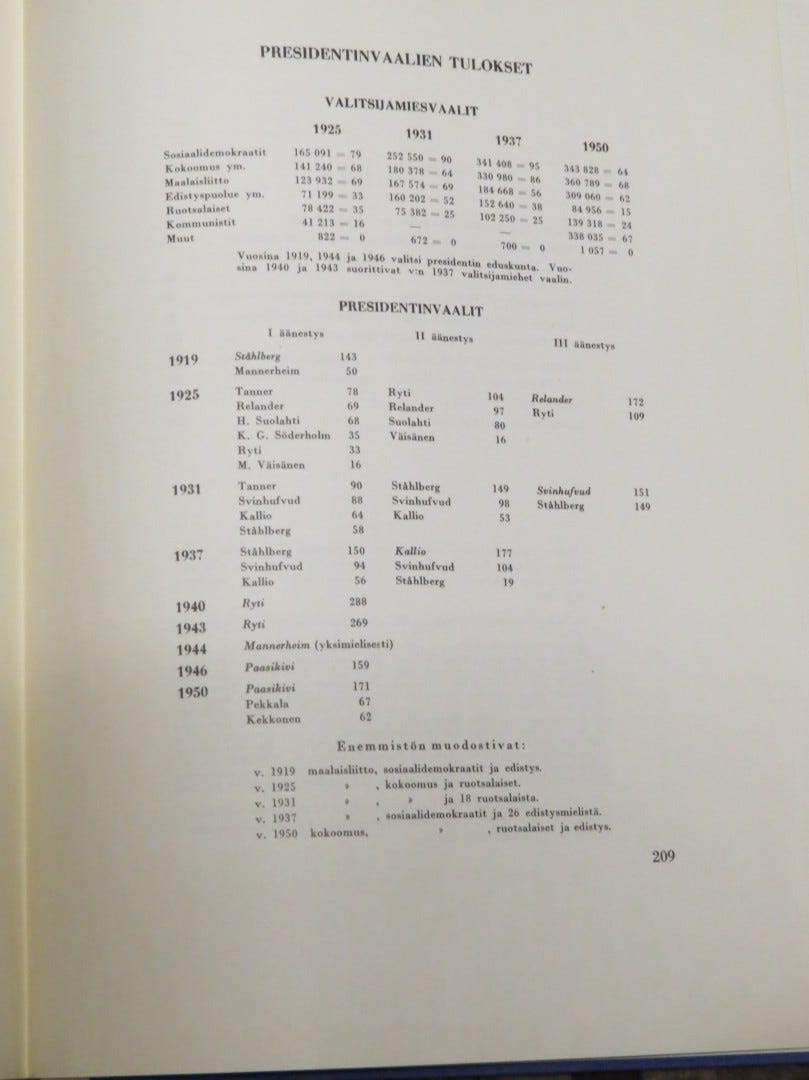 PRESIDENTINVAALIEN TULOKSET
VALITSIJAMIESVAALIT
1925 1931 1937 1950
Sosiaalidemokraatit 165 091 = 79 252 550 = 90 341 408 = 95 343 828 = 64
Kokoomus ym. 141 240 = 68 180 378 = 64 330 980 = 86 360 789 = 68
Maalaisliitto 123 932 = 69 167 574 = 69 184 668 = 56 309 060 = 62
Edistyspuolue ym. 71 199 = 33 160 202 = 52 152 640 = 38 84 956 = 15
Ruotsalaiset 78 422 = 35 75 382 = 25 102 250 = 25 139 318 = 24
Kommunistit 41 213 = 16 — — 338 035 = 67
Muut 822 = 0 672 = 0 700 = 0 1 057 = 0
Vuosina 1919, 1944 ja 1946 valitsi presidentin eduskunta. Vuo-
sina 1940 ja 1943 suorittivat v:n 1937 valitsijamiehet vaalin.
PRESIDENTINVAALIT
I äänestys II äänestys III äänestys
1919 Ståhlberg 143
Mannerheim 50
1925 Tanner 78 Ryti 104 Relander 172
Relander 69 Relander 97 Ryti 109
H. Suolahti 68 Suolahti 80
K. G. Söderholm 35 Väisänen 16
Ryti 33
M. Väisänen 16
1931 Tanner 90 Ståhlberg 149 Svinhufvud 151
Svinhufvud 88 Svinhufvud 98 Ståhlberg 149
Kallio 64 Kallio 53
Ståhlberg 58
1937 Ståhlberg 150 Kallio 177
Svinhufvud 94 Svinhufvud 104
Kallio 56 Ståhlberg 19
1940 Ryti 288
1943 Ryti 269
1944 Mannerheim (yksimielisesti)
1946 Paasikivi 159
1950 Paasikivi 171
Pekkala 67
Kekkonen 62
Enemmistön muodostivat:
v. 1919 maalaisliitto, sosiaalidemokraatit ja edistys.
v. 1925 » , kokoomus ja ruotsalaiset.
v. 1931 » , » ja 18 ruotsalaista.
v. 1937 » , sosiaalidemokraatit ja 26 edistysmielistä.
v. 1950 kokoomus, » , ruotsalaiset ja edistys.
209